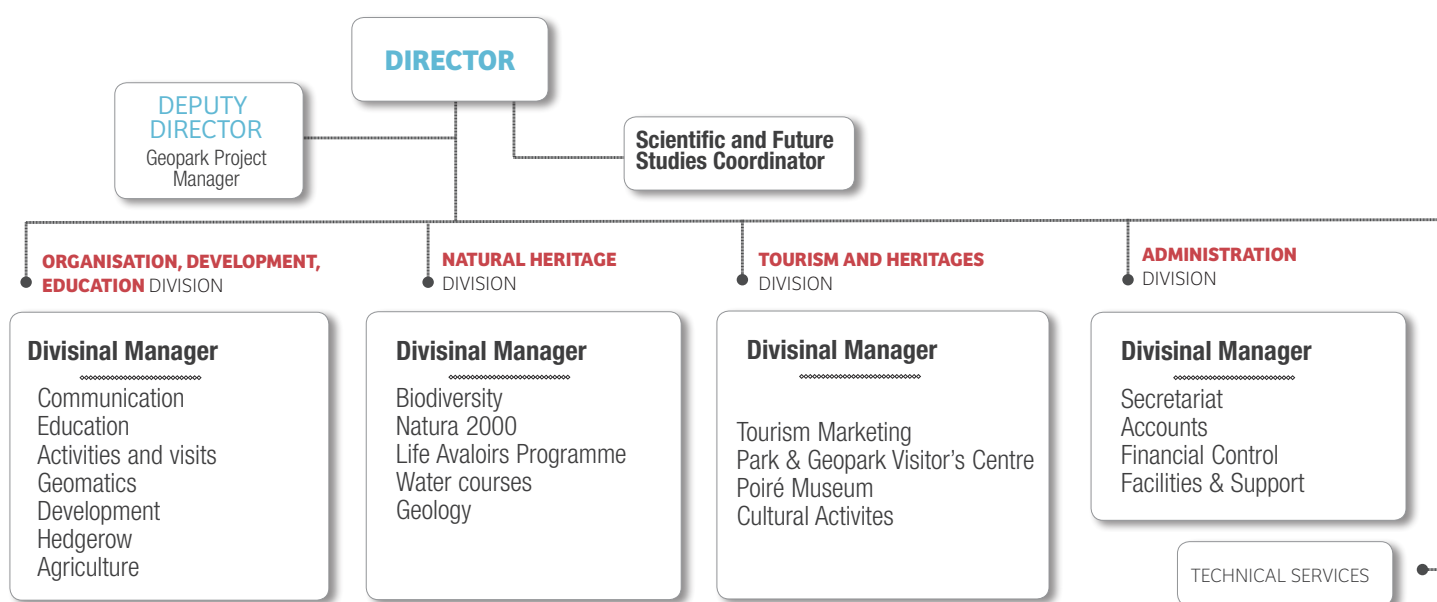 DIRECTOR
DEPUTY
DIRECTOR
Geopark Project
Manager
Scientific and Future
Studies Coordinator
ORGANISATION, DEVELOPMENT,
EDUCATION DIVISION
Divisinal Manager
Communication
Education
Activities and visits
Geomatics
Development
Hedgerow
Agriculture
NATURAL HERITAGE
DIVISION
Divisinal Manager
Biodiversity
Natura 2000
Life Avaloirs Programme
Water courses
Geology
TOURISM AND HERITAGES
DIVISION
Divisinal Manager
Tourism Marketing
Park & Geopark Visitor's Centre
Poiré Museum
Cultural Activites
ADMINISTRATION
DIVISION
Divisinal Manager
Secretariat
Accounts
Financial Control
Facilities & Support
TECHNICAL SERVICES